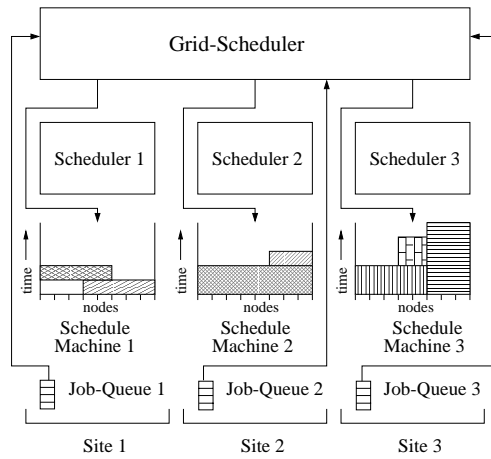 Grid-Scheduler
Scheduler 1
Scheduler 2
Scheduler 3
time
time
time
nodes
nodes
nodes
Schedule
Machine 1
Schedule
Machine 2
Schedule
Machine 3
Job-Queue 1
Job-Queue 2
Job-Queue 3
Site 1
Site 2
Site 3